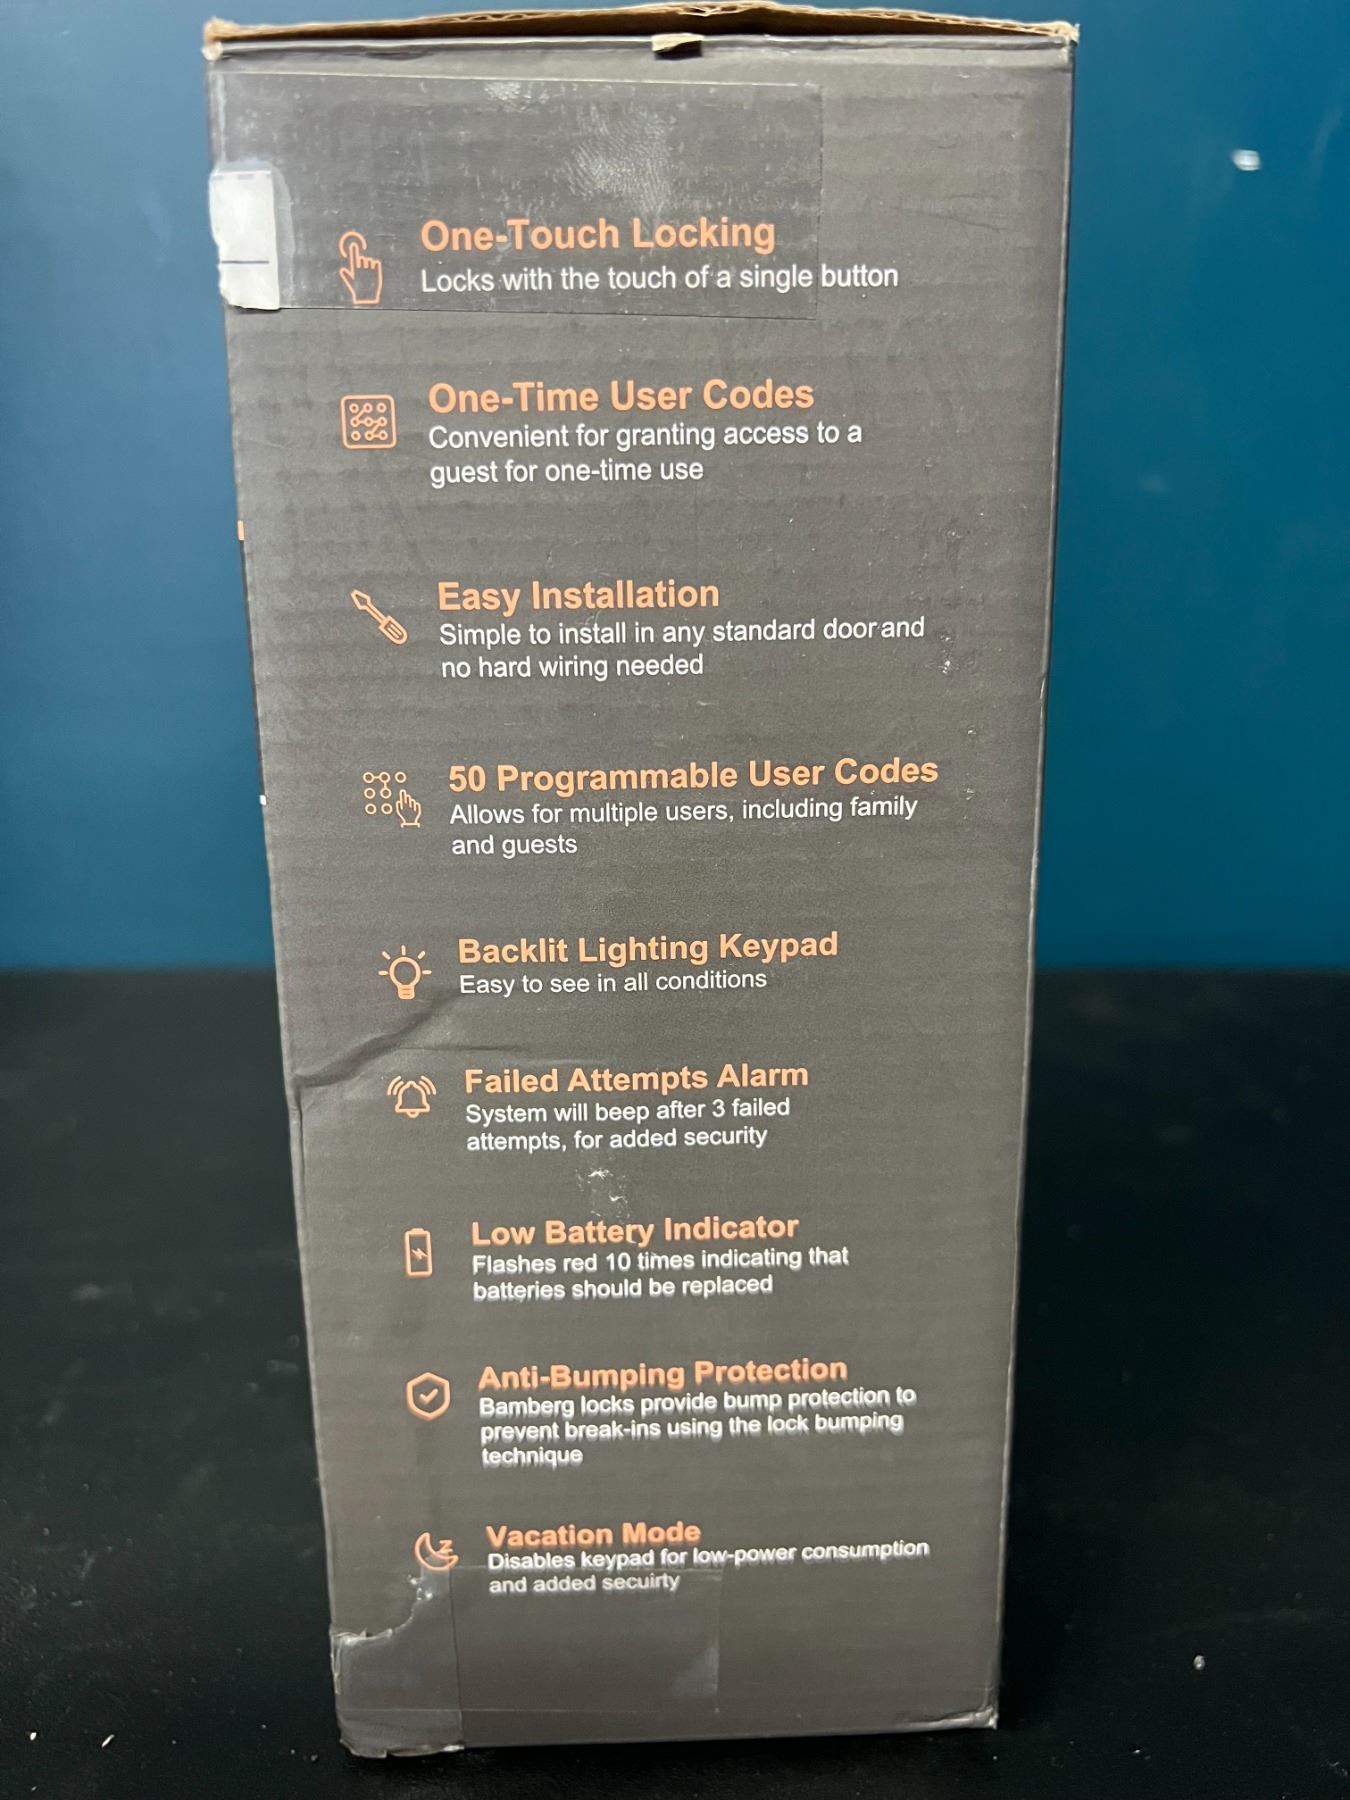 One-Touch Locking
Locks with the touch of a single button
One-Time User Codes
Convenient for granting access to a
guest for one-time use
Easy Installation
Simple to install in any standard door and
no hard wiring needed
50 Programmable User Codes
Allows for multiple users, including family
and guests
Backlit Lighting Keypad
Easy to see in all conditions
Failed Attempts Alarm
System will beep after 3 failed
attempts, for added security
Low Battery Indicator
Flashes red 10 times indicating that
batteries should be replaced
Anti-Bumping Protection
Bamberg locks provide bump protection to
prevent break-ins using the lock bumping
technique
Vacation Mode
Disables keypad for low-power consumption
and added secuirty